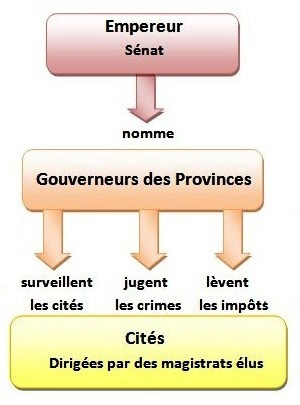 Empereur
Sénat
nomme
Gouverneurs des Provinces
surveillent jugent lèvent
les cités les crimes les impôts
Cités
Dirigées par des magistrats élus